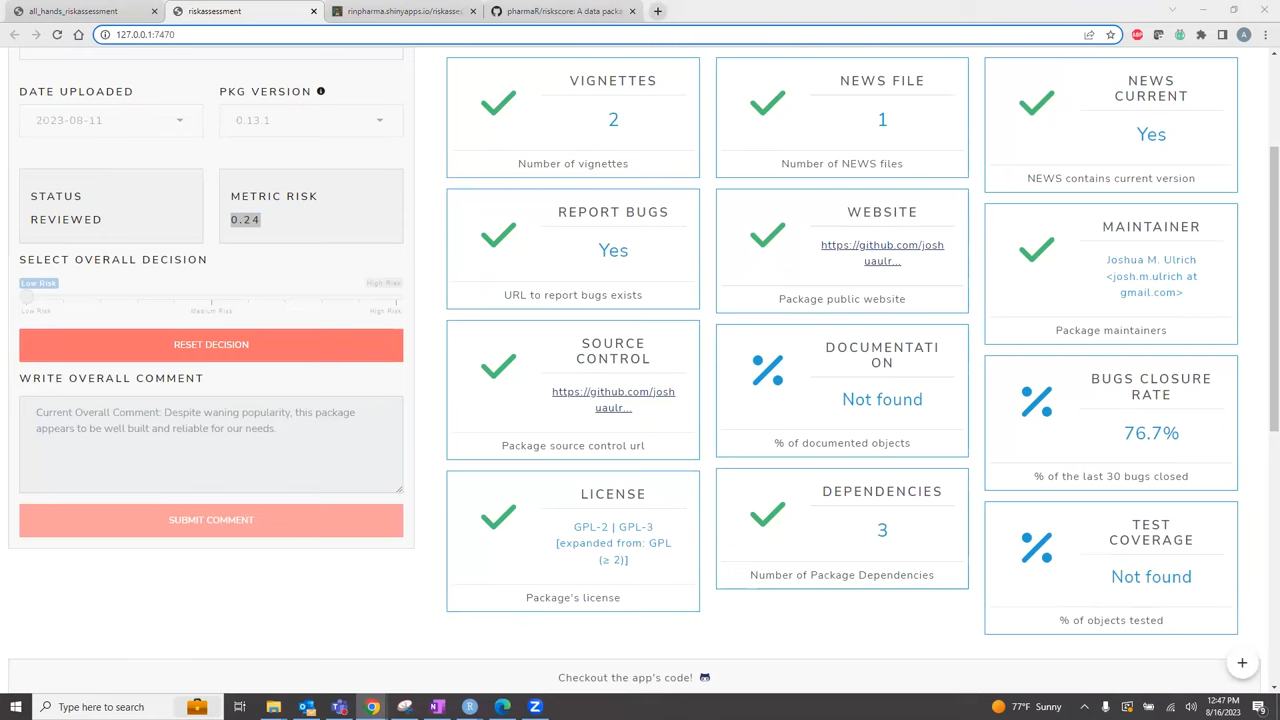 all_hands_riskassessment
riskassessment
rinpharma.shinyapps.io/riskasses
pharmaR/riskscore: A data packa
127.0.0.1:7470
DATE UPLOADED
PKG VERSION
2023-08-11
0.13.1
STATUS
REVIEWED
METRIC RISK
0.24
SELECT OVERALL DECISION
Low Risk
High Risk
Low Risk
Medium Risk
High Risk
RESET DECISION
WRITE OVERALL COMMENT
Current Overall Comment: Despite waning popularity, this package
appears to be well built and reliable for our needs.
SUBMIT COMMENT
VIGNETTES
2
Number of vignettes
NEWS FILE
1
Number of NEWS files
NEWS
CURRENT
Yes
NEWS contains current version
REPORT BUGS
Yes
URL to report bugs exists
WEBSITE
https://github.com/josh
uaulr...
Package public website
MAINTAINER
Joshua M. Ulrich
<josh.m.ulrich at
gmail.com>
Package maintainers
SOURCE
CONTROL
https://github.com/josh
uaulr...
Package source control url
DOCUMENTATI
ON
Not found
% of documented objects
BUGS CLOSURE
RATE
76.7%
% of the last 30 bugs closed
LICENSE
GPL-2 | GPL-3
[expanded from: GPL
(≥ 2)]
Package's license
DEPENDENCIES
3
Number of Package Dependencies
TEST
COVERAGE
Not found
% of objects tested
Checkout the app's code!
Type here to search
77°F Sunny
12:47 PM
8/16/2023